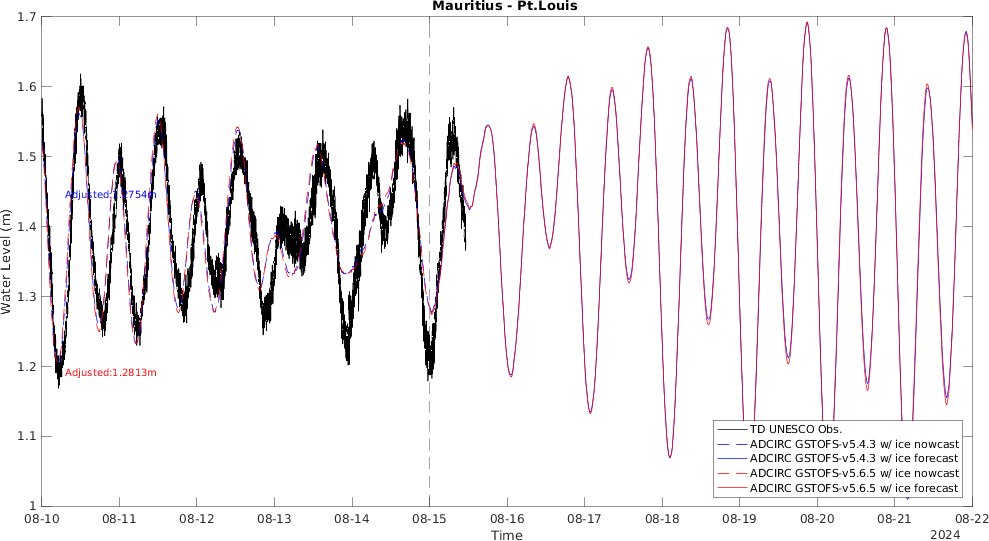 Mauritius - Pt.Louis
1.7
1.6
1.5
1.4
1.3
1.2
1.1
1
Water Level (m)
Adjusted:1.2754m
Adjusted:1.2813m
TD UNESCO Obs.
ADCIRC GSTOFS-v5.4.3 w/ ice nowcast
ADCIRC GSTOFS-v5.4.3 w/ ice forecast
ADCIRC GSTOFS-v5.6.5 w/ ice nowcast
ADCIRC GSTOFS-v5.6.5 w/ ice forecast
08-10 08-11 08-12 08-13 08-14 08-15 08-16 08-17 08-18 08-19 08-20 08-21 08-22
Time
2024